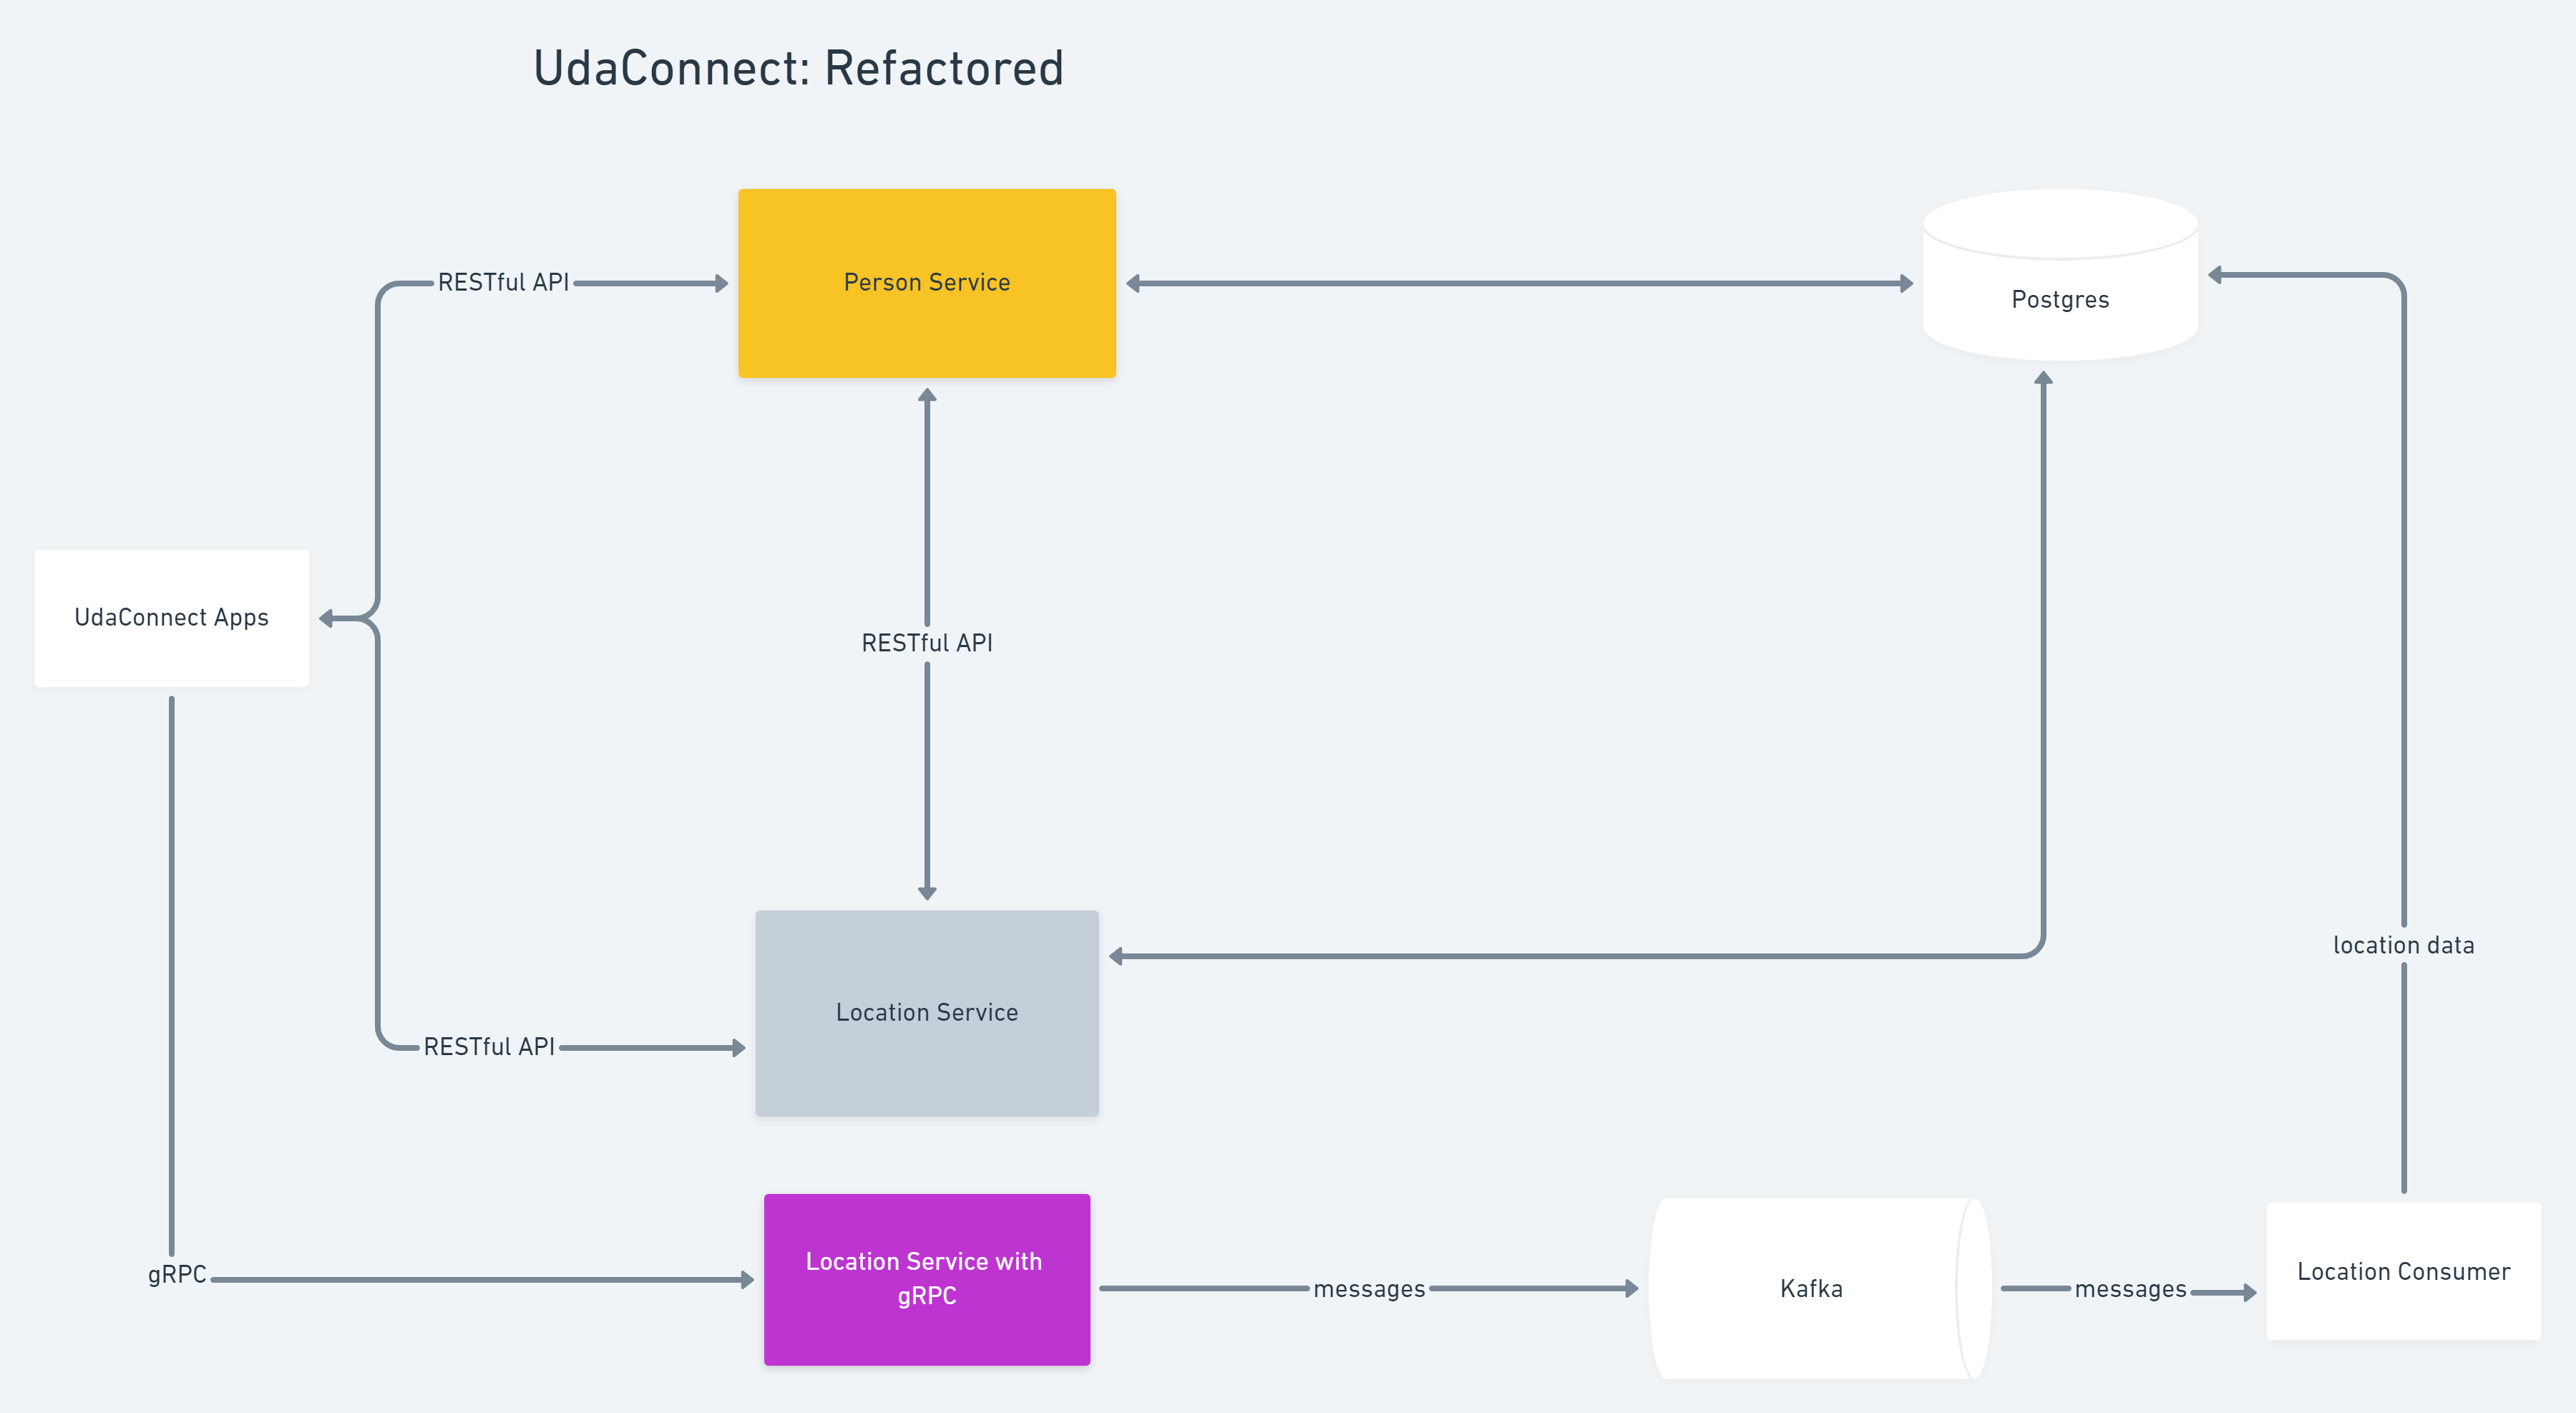 UdaConnect: Refactored
RESTful API
Person Service
Postgres
UdaConnect Apps
RESTful API
location data
Location Service
RESTful API
Location Service with
gRPC
gRPC
messages
Kafka
messages
Location Consumer